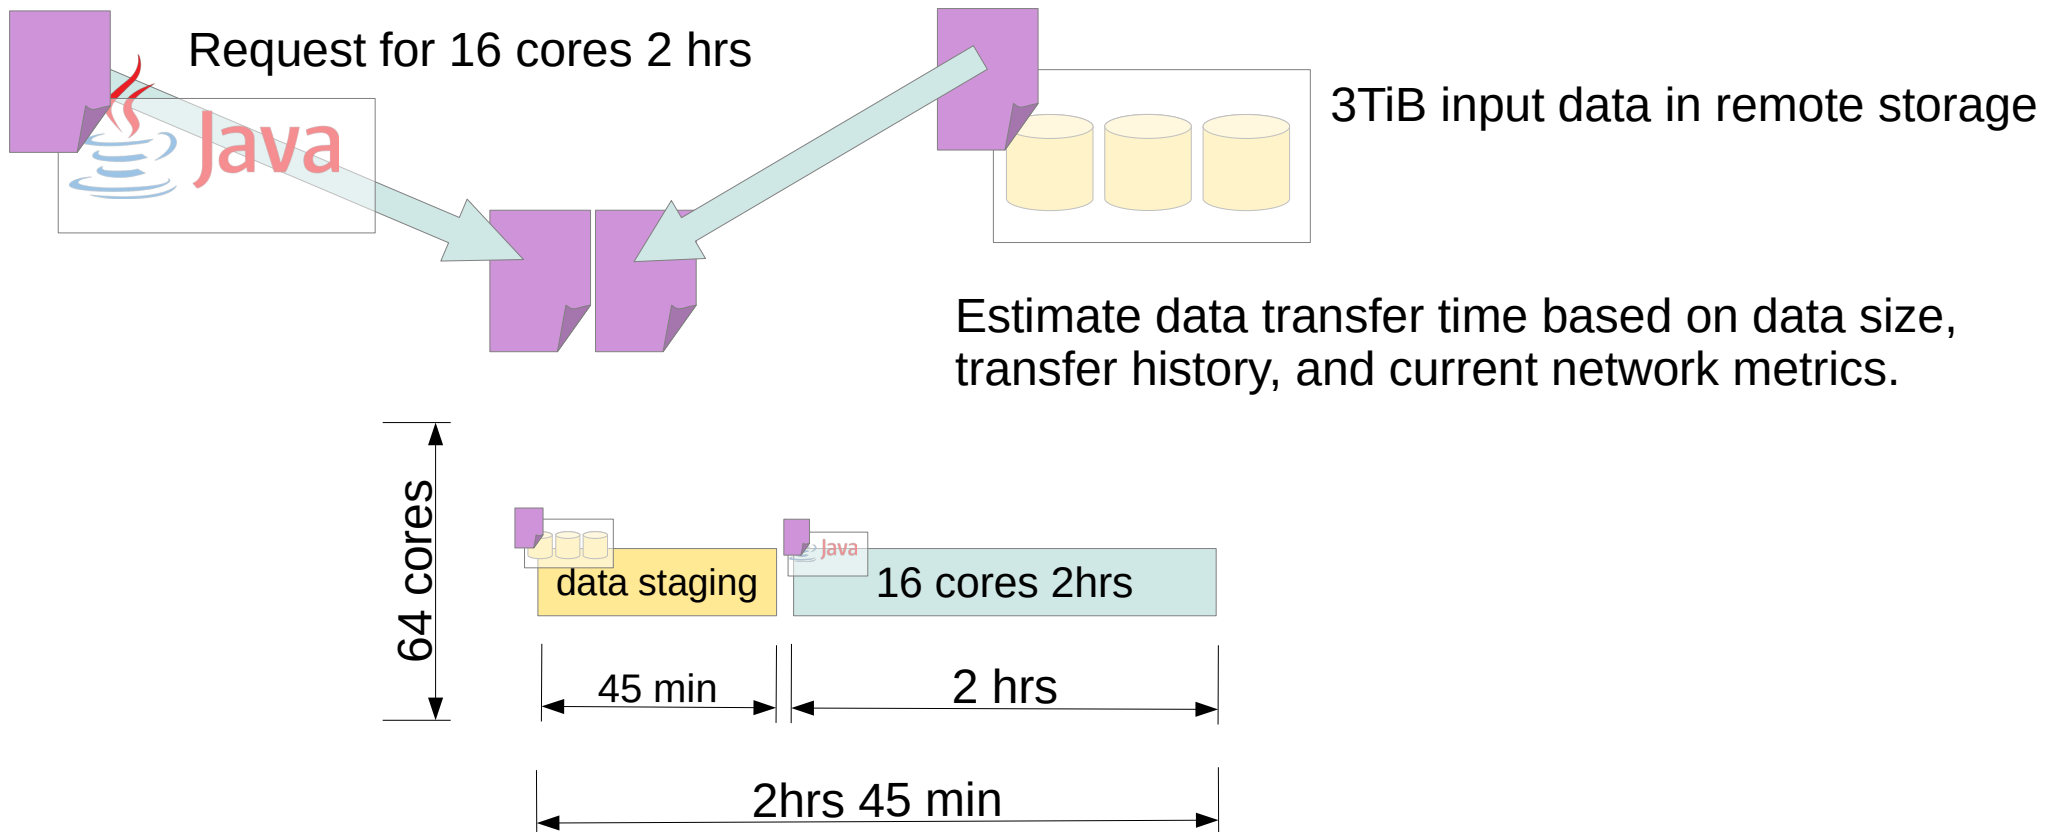 Request for 16 cores 2 hrs
Java
3TiB input data in remote storage
Estimate data transfer time based on data size,
transfer history, and current network metrics.
64 cores
data staging
Java
16 cores 2hrs
45 min
2 hrs
2hrs 45 min